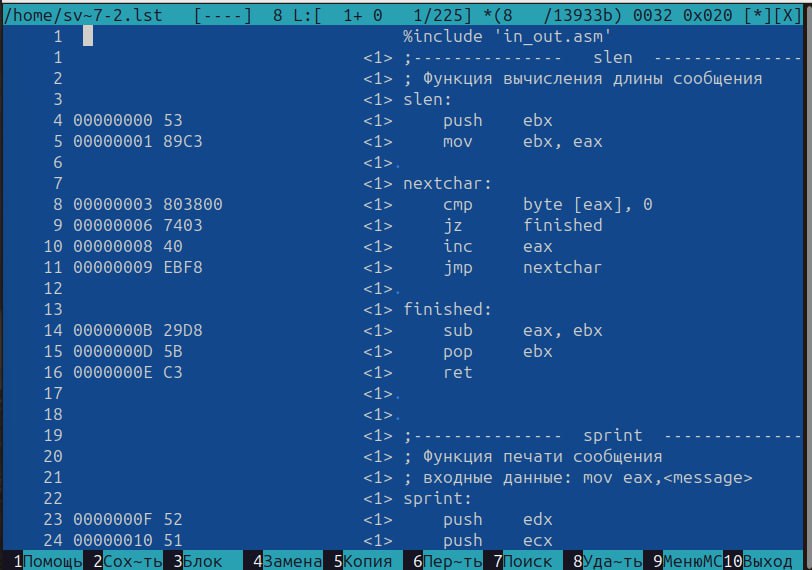 /home/sv~7-2.lst   [----]  8 L:[  1+ 0   1/225] *(8   /13933b) 0032 0x020 [*][X]
1 %include 'in_out.asm'
1 <1> ;--------------- slen ---------------
2 <1> ; Функция вычисления длины сообщения
3 <1> slen:
4 00000000 53 <1> push ebx
5 00000001 89C3 <1> mov ebx, eax
6 <1>.
7 <1> nextchar:
8 00000003 803800 <1> cmp byte [eax], 0
9 00000006 7403 <1> jz finished
10 00000008 40 <1> inc eax
11 00000009 EBF8 <1> jmp nextchar
12 <1>.
13 <1> finished:
14 0000000B 29D8 <1> sub eax, ebx
15 0000000D 5B <1> pop ebx
16 0000000E C3 <1> ret
17 <1>.
18 <1>.
19 <1> ;--------------- sprint --------------
20 <1> ; Функция печати сообщения
21 <1> ; входные данные: mov eax,<message>
22 <1> sprint:
23 0000000F 52 <1> push edx
24 00000010 51 <1> push ecx
1Помощь 2Сох~ть 3Блок 4Замена 5Копия 6Пер~ть 7Поиск 8Уда~ть 9МенюMC 10Выход